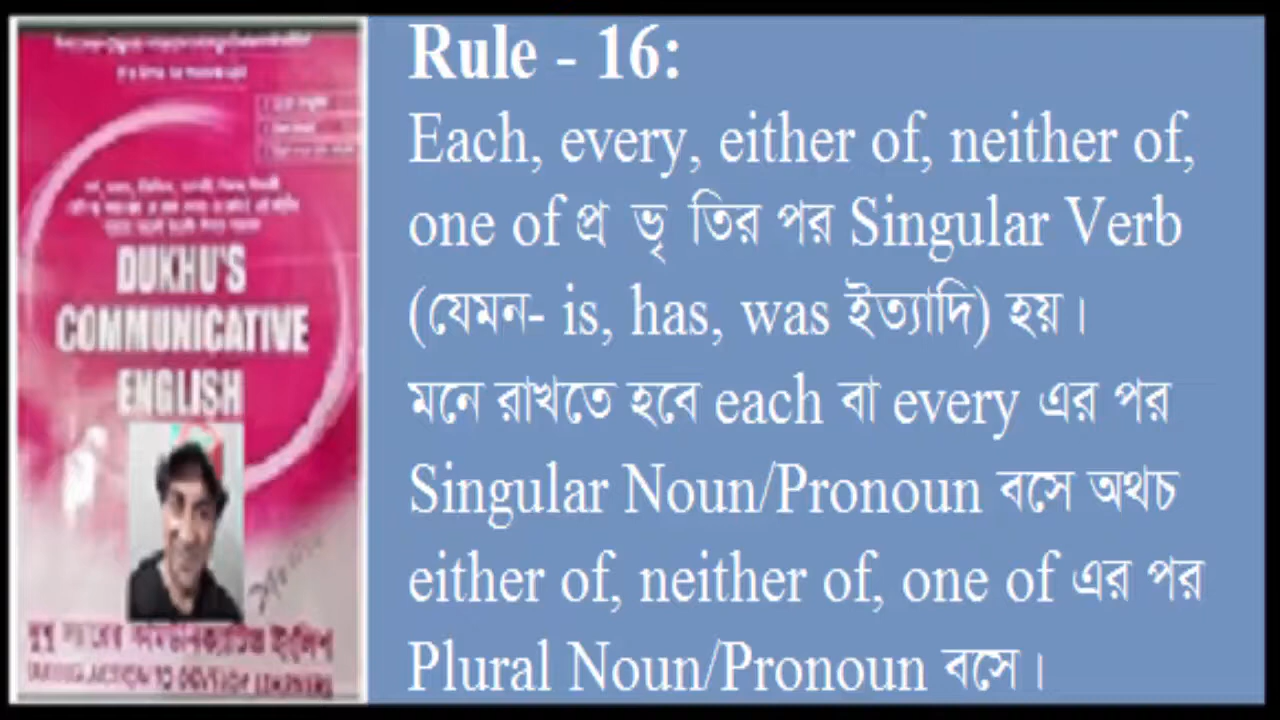 DUKHU'S
COMMUNICATIVE
ENGLISH
Rule - 16:
Each, every, either of, neither of,
one of প্র ভৃ তির পর Singular Verb
(যেমন- is, has, was ইত্যাদি) হয়।
মনে রাখতে হবে each বা every এর পর
Singular Noun/Pronoun বসে অথচ
either of, neither of, one of এর পর
Plural Noun/Pronoun বসে।